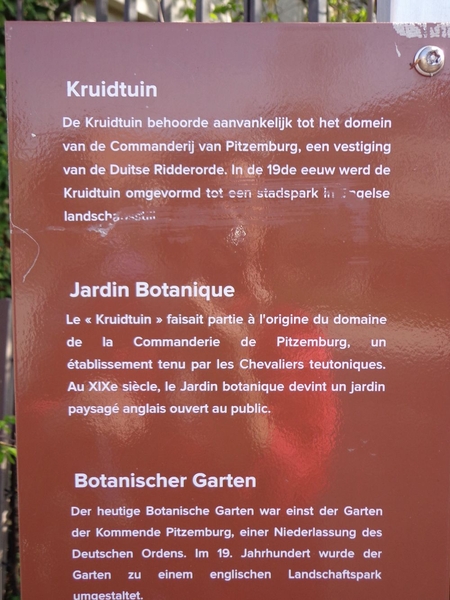 Kruidtuin
De Kruidtuin behoorde aanvankelijk tot het domein
van de Commanderij van Pitzemburg, een vestiging
van de Duitse Ridderorde. In de 19de eeuw werd de
Kruidtuin omgevormd tot een stadspark in Engelse
Jardin Botanique
Le « Kruidtuin » faisait partie à l'origine du domaine
de la Commanderie de Pitzemburg, un
établissement tenu par les Chevaliers teutoniques.
Au XIXe siècle, le Jardin botanique devint un jardin
paysagé anglais ouvert au public.
Botanischer Garten
Der heutige Botanische Garten war einst der Garten
der Kommende Pitzemburg, einer Niederlassung des
Deutschen Ordens. Im 19. Jahrhundert wurde der
Garten zu einem englischen Landschaftspark
umgestaltet.